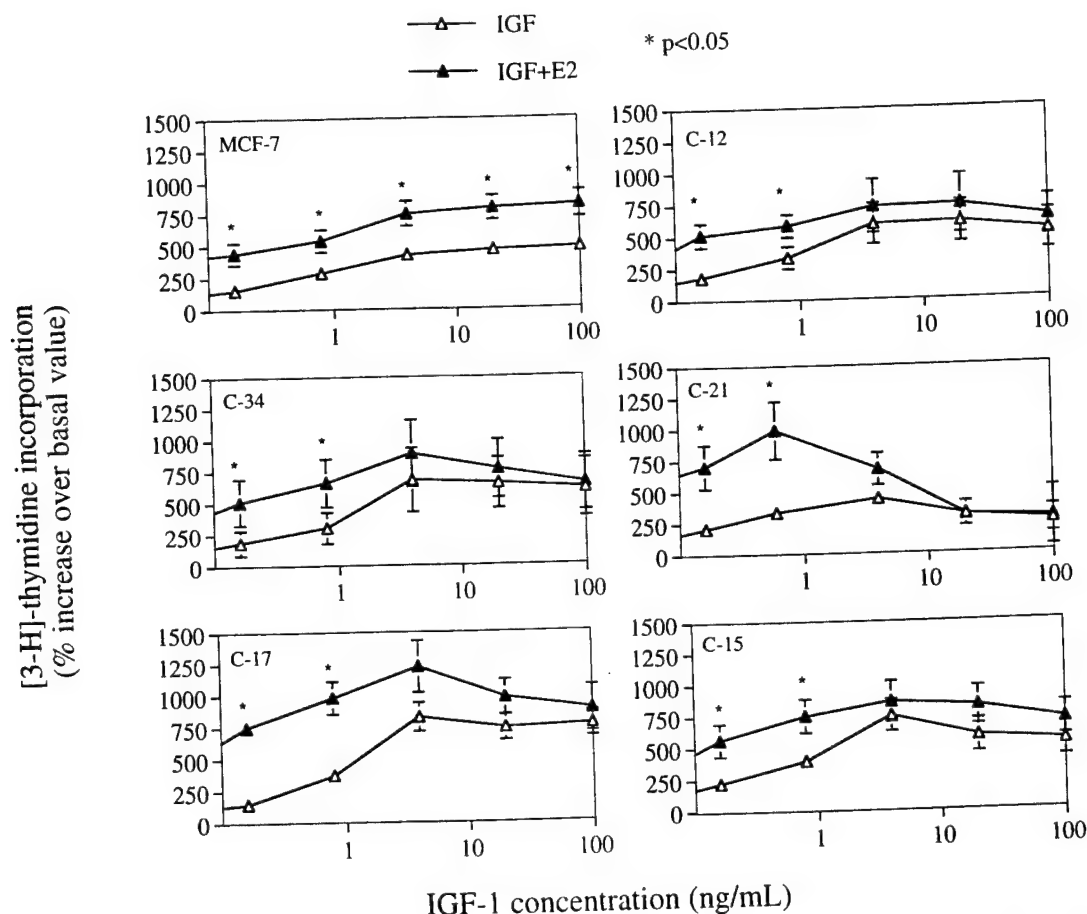 IGF
IGF+E2
* p<0.05
[3-H]-thymidine incorporation
(% increase over basal value)
MCF-7
1500
1250
1000
750
500
250
0
* * * * *
1 10 100
C-12
1500
1250
1000
750
500
250
0
* *
1 10 100
C-34
1500
1250
1000
750
500
250
0
* *
1 10 100
C-21
1500
1250
1000
750
500
250
0
* *
1 10 100
C-17
1500
1250
1000
750
500
250
0
* *
1 10 100
C-15
1500
1250
1000
750
500
250
0
* *
1 10 100
IGF-1 concentration (ng/mL)